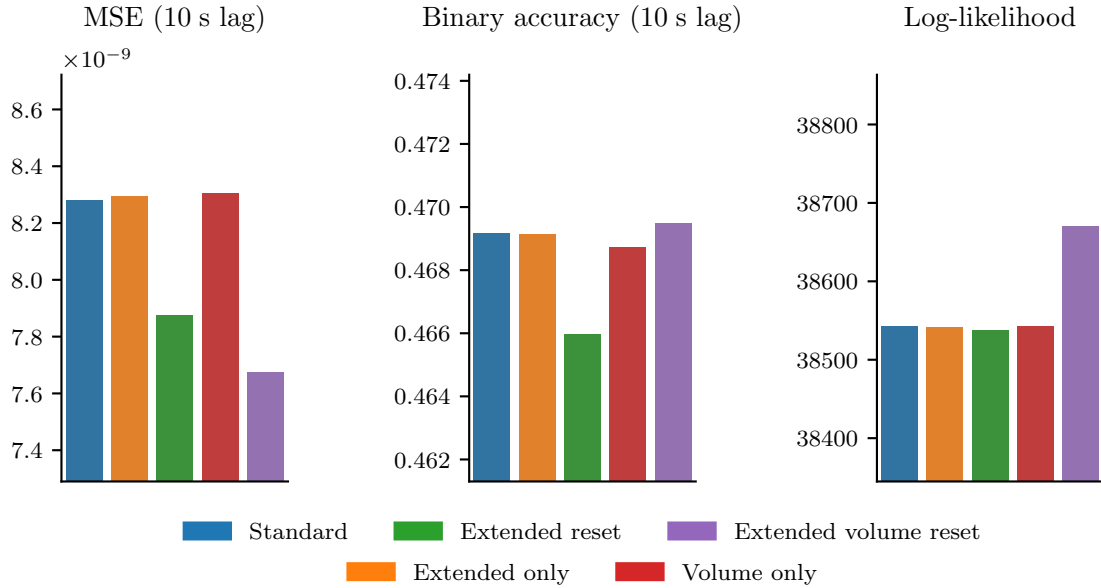 MSE (10 s lag)
×10⁻⁹
8.6
8.4
8.2
8.0
7.8
7.6
7.4
Binary accuracy (10 s lag)
0.474
0.472
0.470
0.468
0.466
0.464
0.462
Log-likelihood
38800
38700
38600
38500
38400
Standard
Extended reset
Extended volume reset
Extended only
Volume only